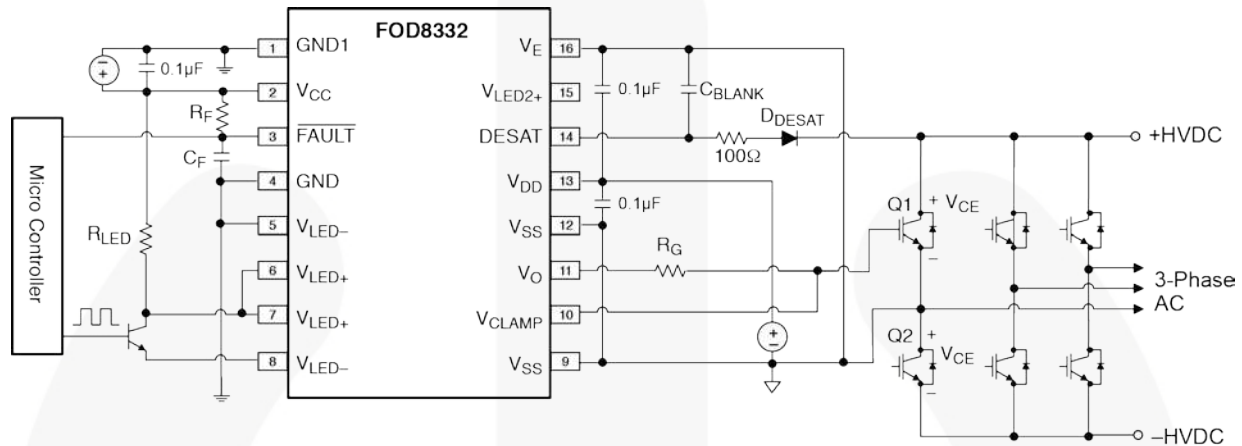 FOD8332
1 GND1
2 VCC
3 FAULT
4 GND
5 VLED–
6 VLED+
7 VLED+
8 VLED–
VE 16
VLED2+ 15
DESAT 14
VDD 13
VSS 12
VO 11
VCLAMP 10
VSS 9
Micro Controller
– +
0.1µF
RF
CF
RLED
0.1µF
CBLANK
DDESAT
100Ω
0.1µF
RG
+ –
+HVDC
Q1 + VCE –
3-Phase
AC
Q2 + VCE –
–HVDC